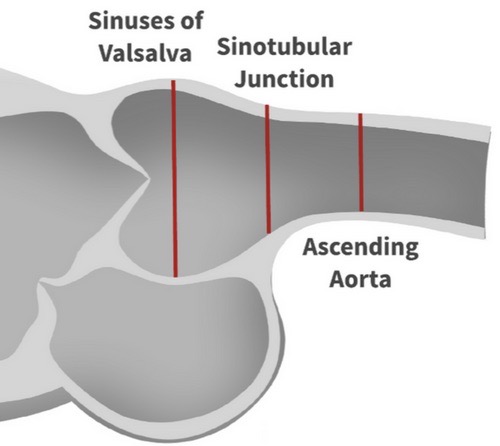 Sinuses of
Valsalva
Sinotubular
Junction
Ascending
Aorta